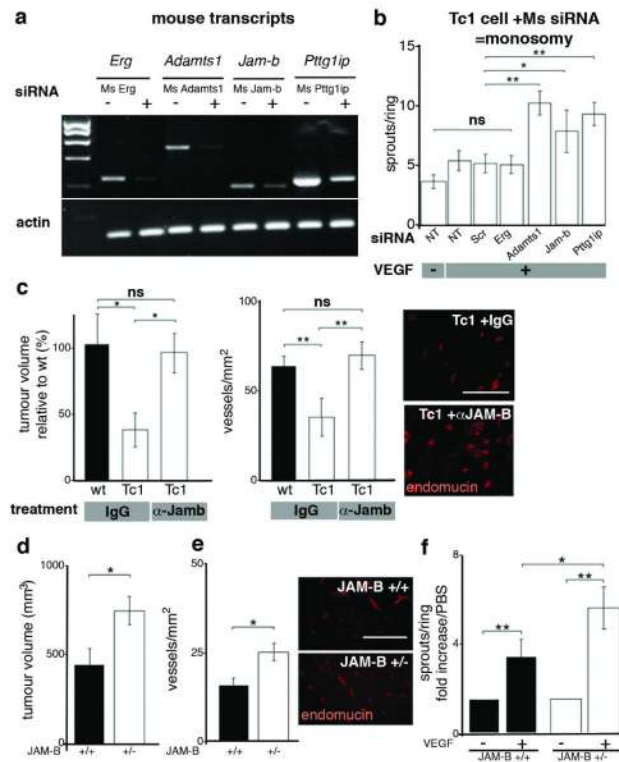 a
mouse transcripts
Erg Adamts1 Jam-b Pttg1ip
siRNA
Ms Erg Ms Adamts1 Ms Jam-b Ms Pttg1ip
- + - + - + - +
actin
b
Tc1 cell +Ms siRNA
=monosomy
**
*
**
ns
sprouts/ring
15
10
5
0
siRNA NT NT Scr Erg Adamts1 Jam-b Pttg1ip
VEGF - +
c
ns
* *
tumour volume
relative to wt (%)
100
50
0
wt Tc1 Tc1
treatment IgG α-Jamb
ns
** **
vessels/mm²
100
50
0
wt Tc1 Tc1
IgG α-Jamb
Tc1 +IgG
Tc1 +αJAM-B
endomucin
d
*
tumour volume (mm³)
1000
500
0
JAM-B +/+ +/-
e
*
vessels/mm²
50
25
0
JAM-B +/+ +/-
JAM-B +/+
JAM-B +/-
endomucin
f
*
** **
sprouts/ring
fold increase/PBS
8
4
0
VEGF - + - +
JAM-B +/+ JAM-B +/-